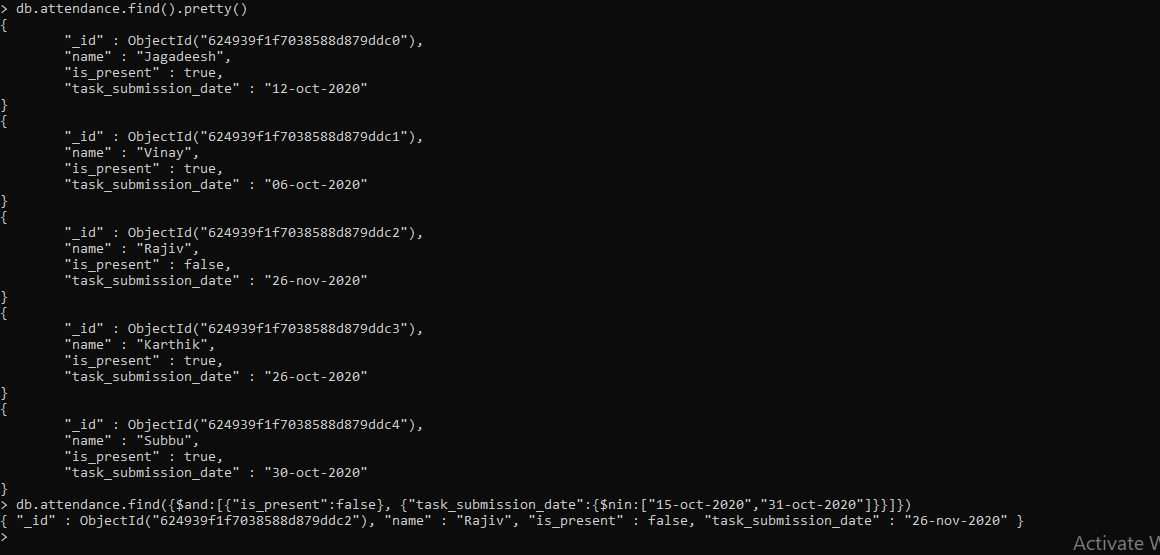 > db.attendance.find().pretty()
{
        "_id" : ObjectId("624939f1f7038588d879ddc0"),
        "name" : "Jagadeesh",
        "is_present" : true,
        "task_submission_date" : "12-oct-2020"
}
{
        "_id" : ObjectId("624939f1f7038588d879ddc1"),
        "name" : "Vinay",
        "is_present" : true,
        "task_submission_date" : "06-oct-2020"
}
{
        "_id" : ObjectId("624939f1f7038588d879ddc2"),
        "name" : "Rajiv",
        "is_present" : false,
        "task_submission_date" : "26-nov-2020"
}
{
        "_id" : ObjectId("624939f1f7038588d879ddc3"),
        "name" : "Karthik",
        "is_present" : true,
        "task_submission_date" : "26-oct-2020"
}
{
        "_id" : ObjectId("624939f1f7038588d879ddc4"),
        "name" : "Subbu",
        "is_present" : true,
        "task_submission_date" : "30-oct-2020"
}
> db.attendance.find({$and:[{"is_present":false}, {"task_submission_date":{$nin:["15-oct-2020","31-oct-2020"]}}]})
{ "_id" : ObjectId("624939f1f7038588d879ddc2"), "name" : "Rajiv", "is_present" : false, "task_submission_date" : "26-nov-2020" }
>
Activate W